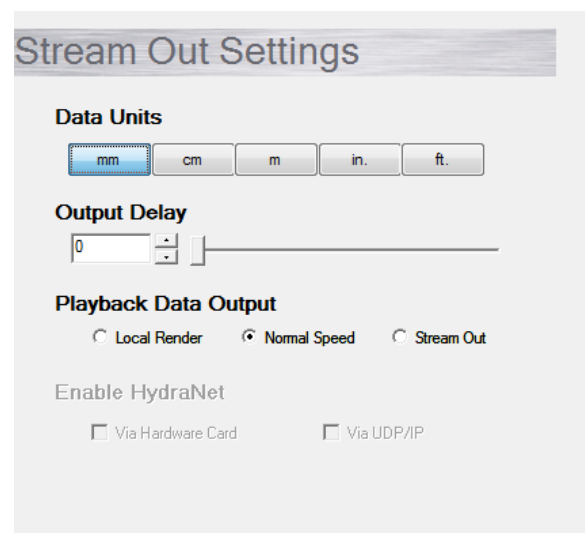 Stream Out Settings
Data Units
mm cm m in. ft.
Output Delay
0
Playback Data Output
Local Render Normal Speed Stream Out
Enable HydraNet
Via Hardware Card Via UDP/IP